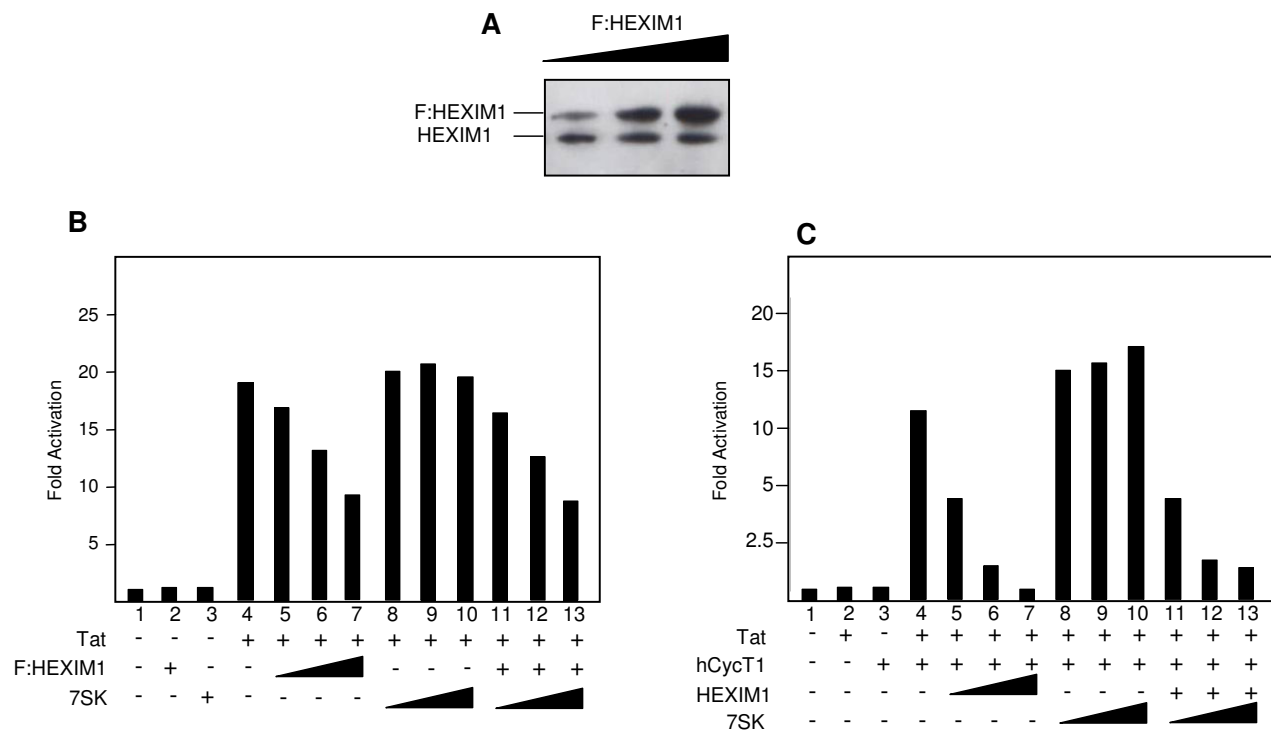 A
F:HEXIM1
F:HEXIM1
HEXIM1
B
25
20
15
10
5
Fold Activation
1 2 3 4 5 6 7 8 9 10 11 12 13
Tat - - - + + + + + + + + + +
F:HEXIM1 - + - - - - - + + +
7SK - - + - - - -
C
20
15
10
5
2.5
Fold Activation
1 2 3 4 5 6 7 8 9 10 11 12 13
Tat - + - + + + + + + + + + +
hCycT1 - - + + + + + + + + + + +
HEXIM1 - - - - - - - + + +
7SK - - - - - - -